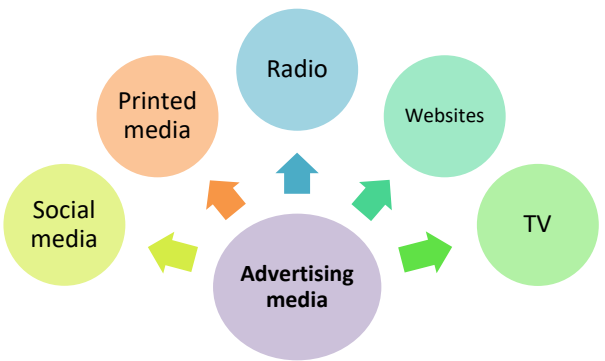 Radio
Printed
media
Websites
Social
media
TV
Advertising
media